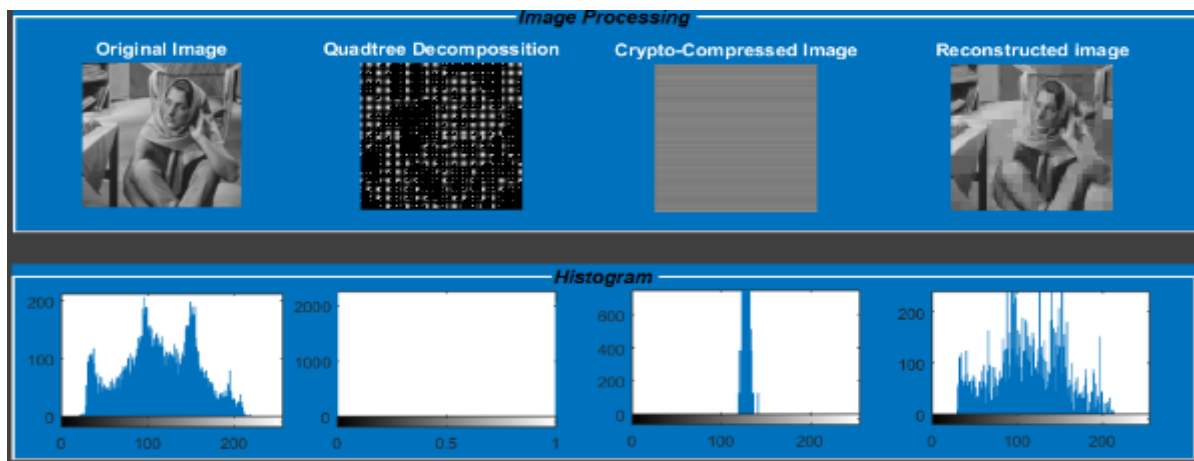 Image Processing
Original Image Quadtree Decompossition Crypto-Compressed Image Reconstructed image
Histogram
200 2000 600 200
100 1000 400 100
200
0 0 0 0
0 100 200 0 0.5 1 0 100 200 0 100 200